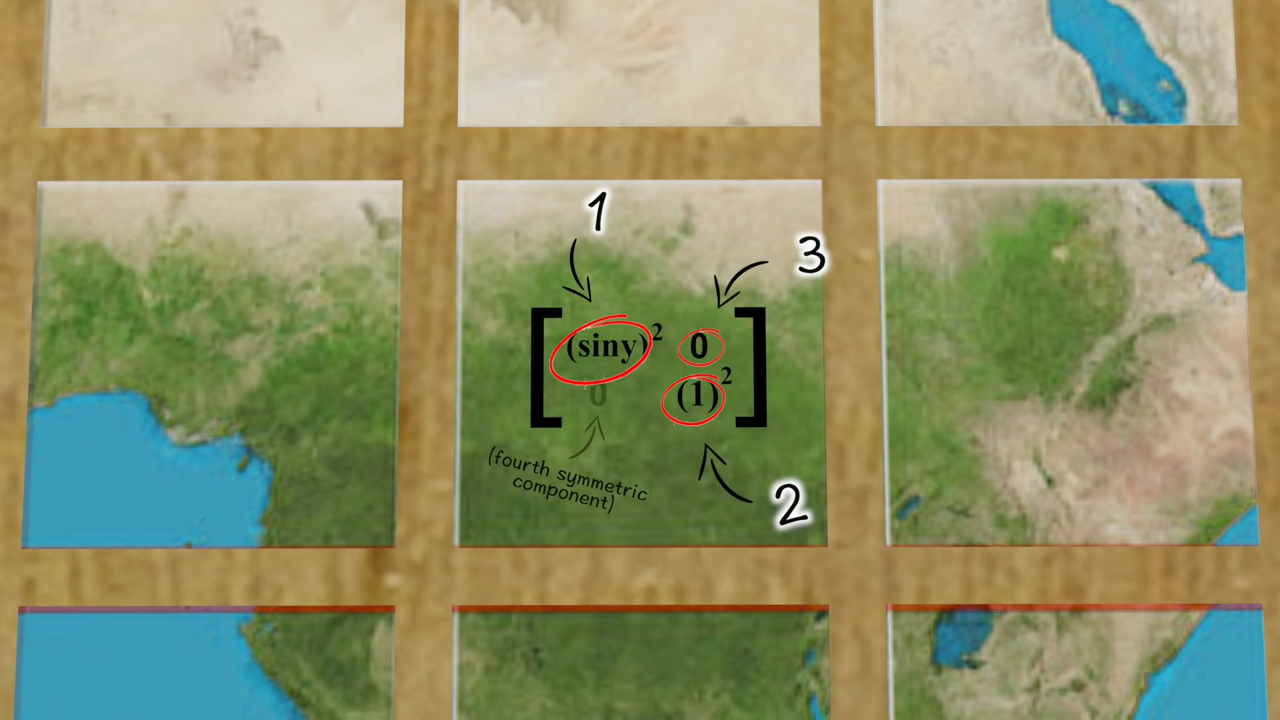 1
3
(siny)² 0
0 (1)²
(fourth symmetric
component)
2